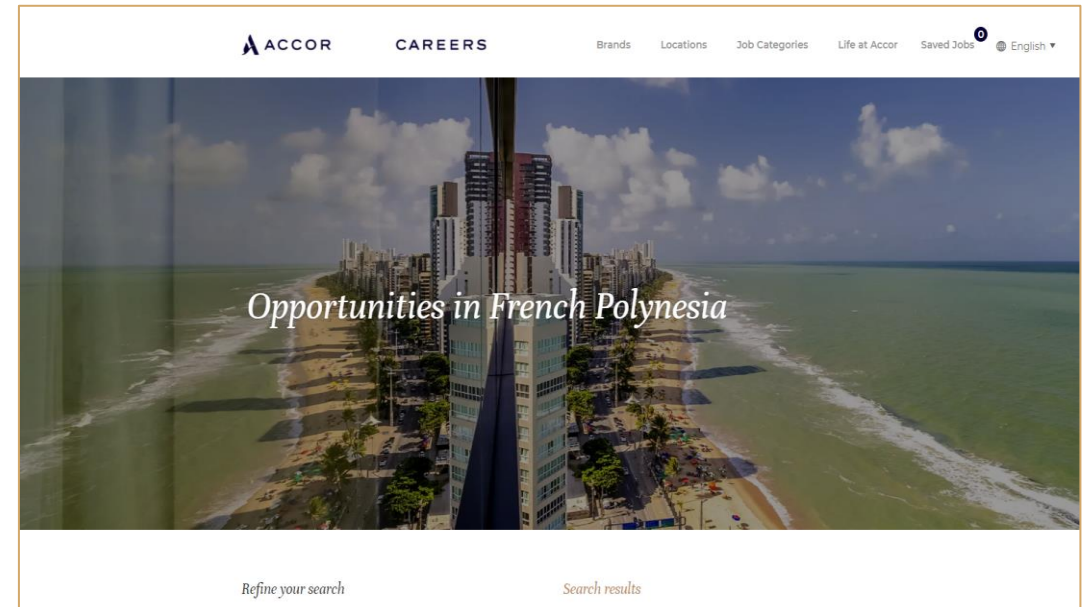 ACCOR CAREERS Brands Locations Job Categories Life at Accor Saved Jobs 0 English
Opportunities in French Polynesia
Refine your search Search results